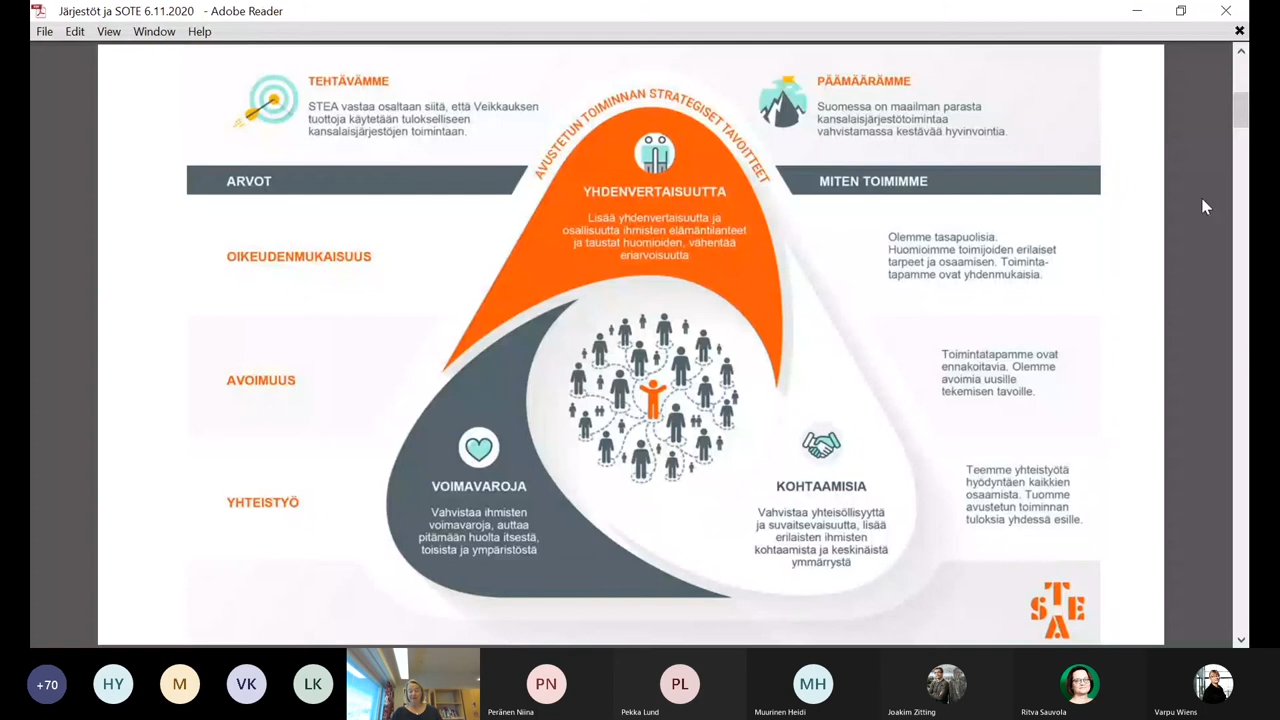 Järjestöt ja SOTE 6.11.2020 - Adobe Reader
File Edit View Window Help
TEHTÄVÄMME
STEA vastaa osaltaan siitä, että Veikkauksen
tuottoja käytetään tulokselliseen
kansalaisjärjestöjen toimintaan.
AVUSTETUN TOIMINNAN STRATEGISET TAVOITTEET
PÄÄMÄÄRÄMME
Suomessa on maailman parasta
kansalaisjärjestötoimintaa
vahvistamassa kestävää hyvinvointia.
ARVOT
MITEN TOIMIMME
YHDENVERTAISUUTTA
Lisää yhdenvertaisuutta ja
osallisuutta ihmisten elämäntilanteet
ja taustat huomioiden, vähentää
eriarvoisuutta
OIKEUDENMUKAISUUS
Olemme tasapuolisia.
Huomioimme toimijoiden erilaiset
tarpeet ja osaamisen. Toiminta-
tapamme ovat yhdenmukaisia.
AVOIMUUS
Toimintatapamme ovat
ennakoitavia. Olemme
avoimia uusille
tekemisen tavoille.
YHTEISTYÖ
VOIMAVAROJA
Vahvistaa ihmisten
voimavaroja, auttaa
pitämään huolta itsestä,
toisista ja ympäristöstä
KOHTAAMISIA
Vahvistaa yhteisöllisyyttä
ja suvaitsevaisuutta, lisää
erilaisten ihmisten
kohtaamista ja keskinäistä
ymmärrystä
Teemme yhteistyötä
hyödyntäen kaikkien
osaamista. Tuomme
avustetun toiminnan
tuloksia yhdessä esille.
STEA
+70 HY M VK LK PN PL MH
Peränen Niina Pekka Lund Muurinen Heidi Joakim Zitting Ritva Sauvola Varpu Wiens